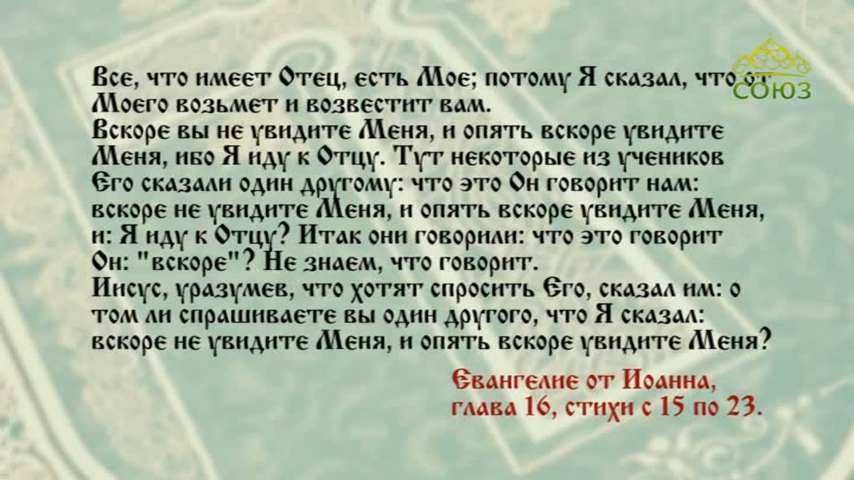 Все, что имеет Отец, есть Мое; потому Я сказал, что от
СОЮЗ
Моего возьмет и возвестит вам.
Вскоре вы не увидите Меня, и опять вскоре увидите
Меня, ибо Я иду к Отцу. Тут некоторые из учеников
Его сказали один другому: что это Он говорит нам:
вскоре не увидите Меня, и опять вскоре увидите Меня,
и: Я иду к Отцу? Итак они говорили: что это говорит
Он: "вскоре"? Не знаем, что говорит.
Иисус, уразумев, что хотят спросить Его, сказал им: о
том ли спрашиваете вы один другого, что Я сказал:
вскоре не увидите Меня, и опять вскоре увидите Меня?
Евангелие от Иоанна,
глава 16, стихи с 15 по 23.